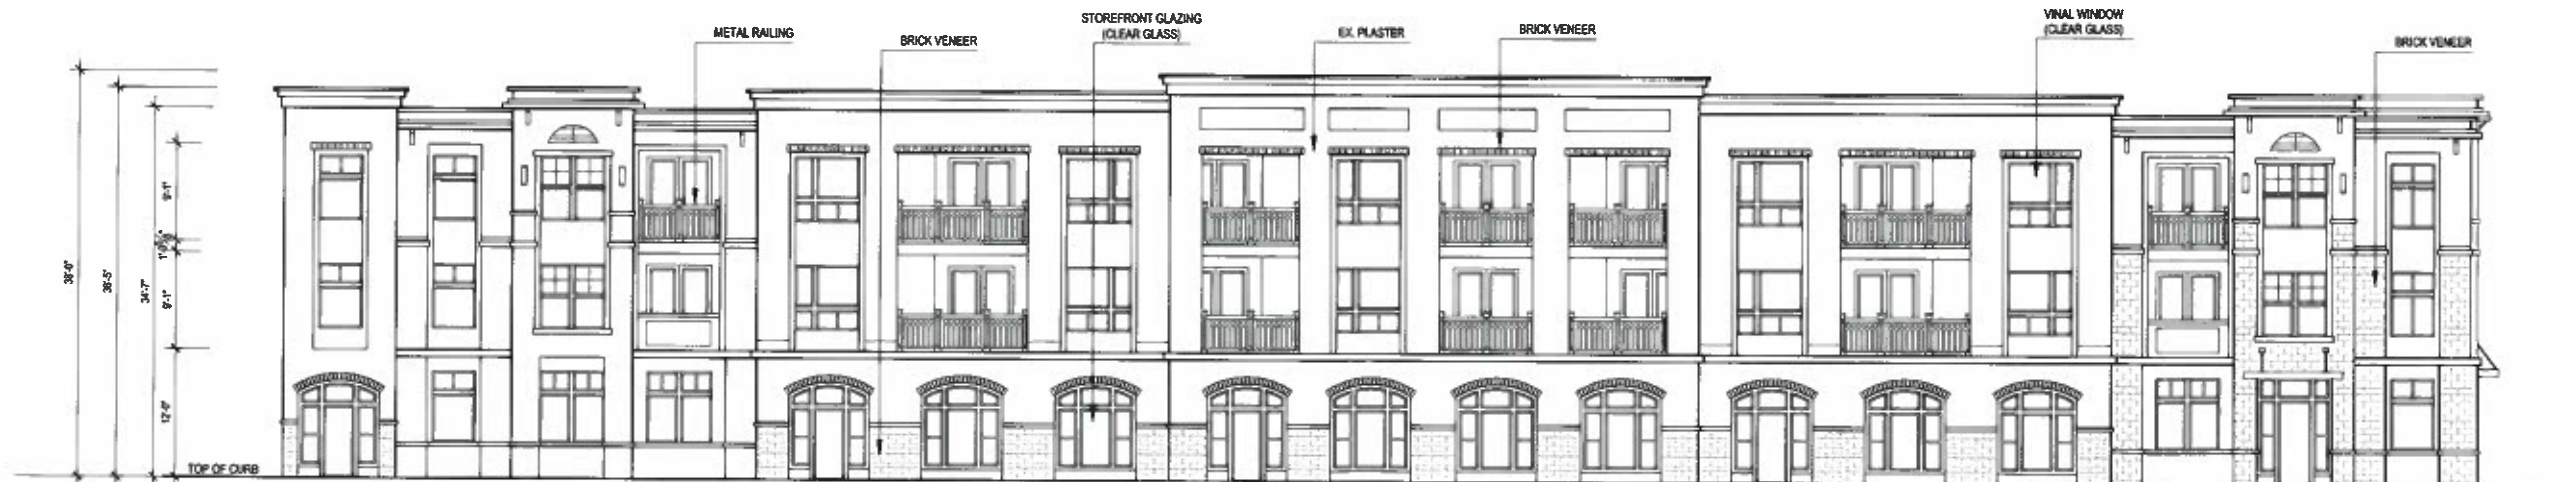 METAL RAILING
BRICK VENEER
STOREFRONT GLAZING
(CLEAR GLASS)
EX. PLASTER
BRICK VENEER
VINAL WINDOW
(CLEAR GLASS)
BRICK VENEER
38'-0"
36'-5"
34'-7"
9'-1"
9'-1"
12'-0"
TOP OF CURB